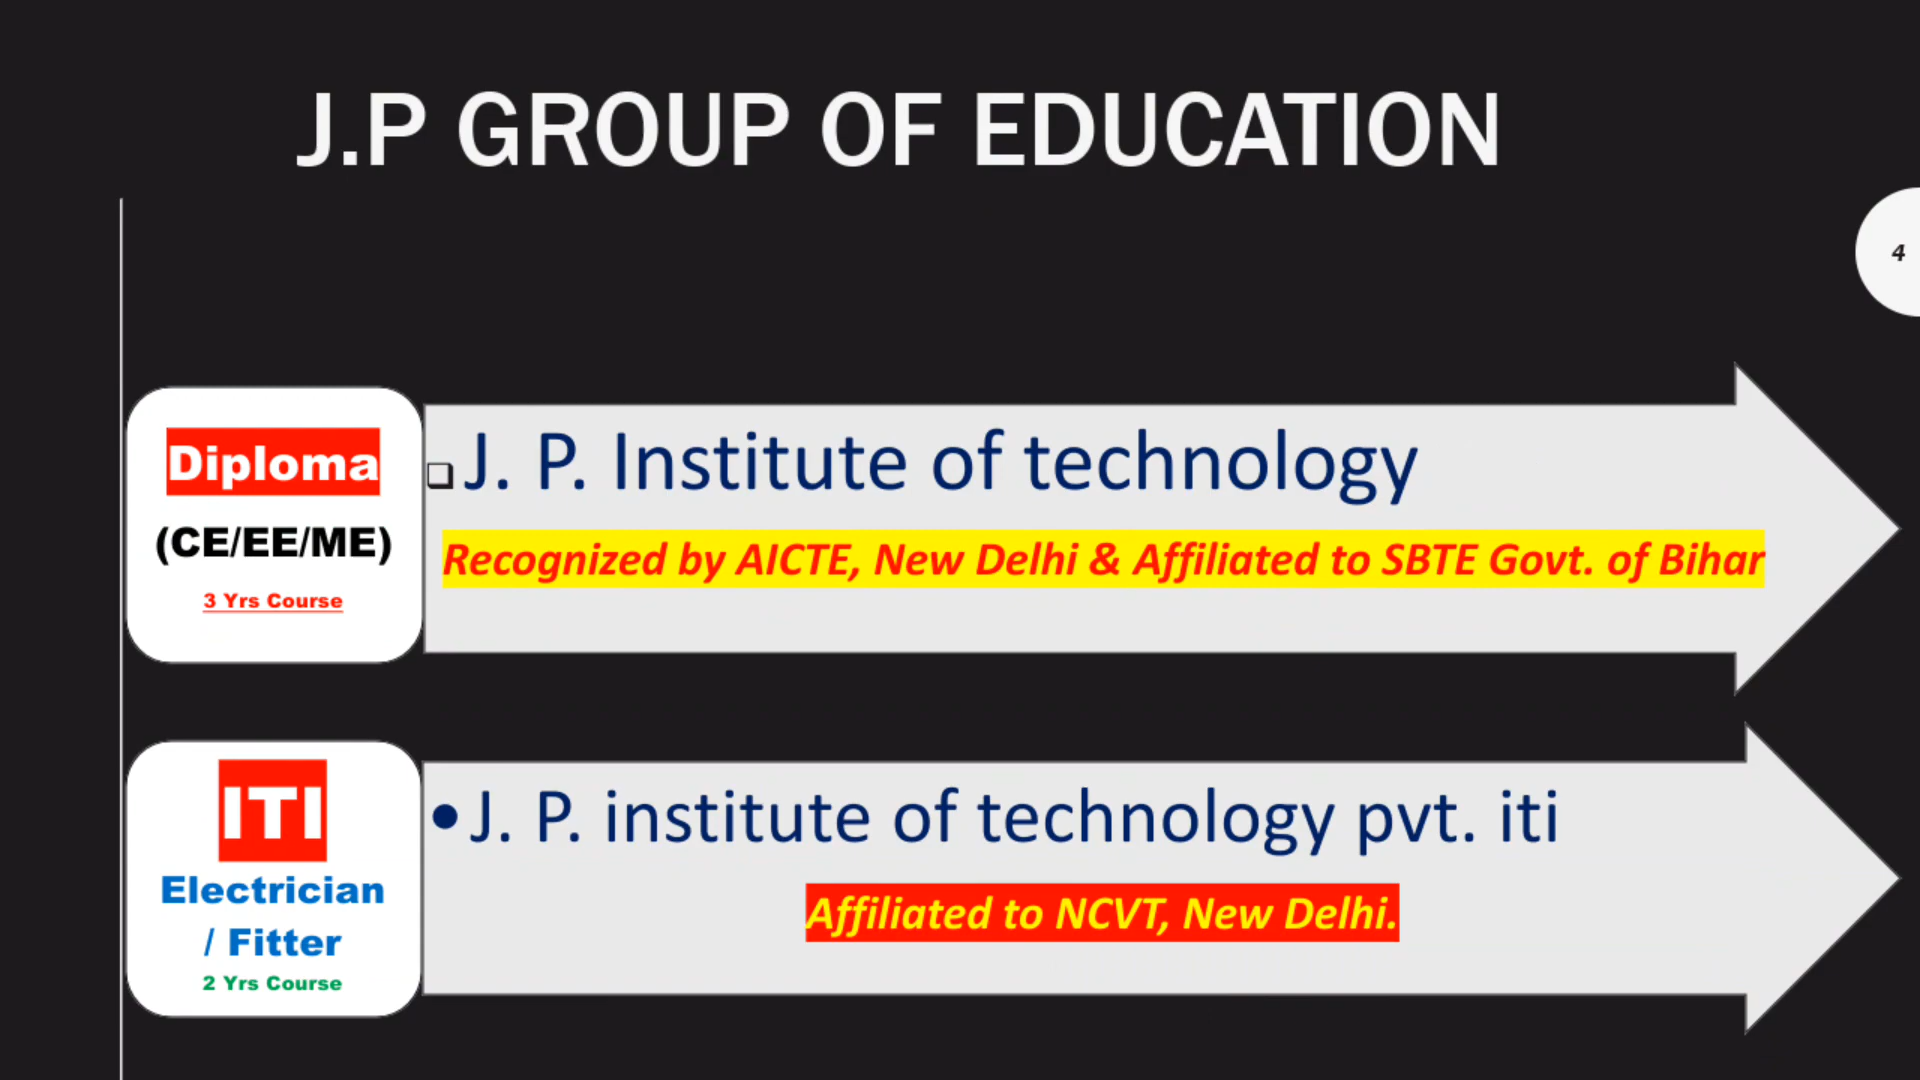 J.P GROUP OF EDUCATION
4
Diploma
(CE/EE/ME)
3 Yrs Course
J. P. Institute of technology
Recognized by AICTE, New Delhi & Affiliated to SBTE Govt. of Bihar
ITI
Electrician
/ Fitter
2 Yrs Course
J. P. institute of technology pvt. iti
Affiliated to NCVT, New Delhi.